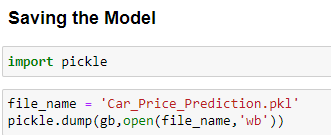 Saving the Model
import pickle
file_name = 'Car_Price_Prediction.pkl'
pickle.dump(gb,open(file_name,'wb'))